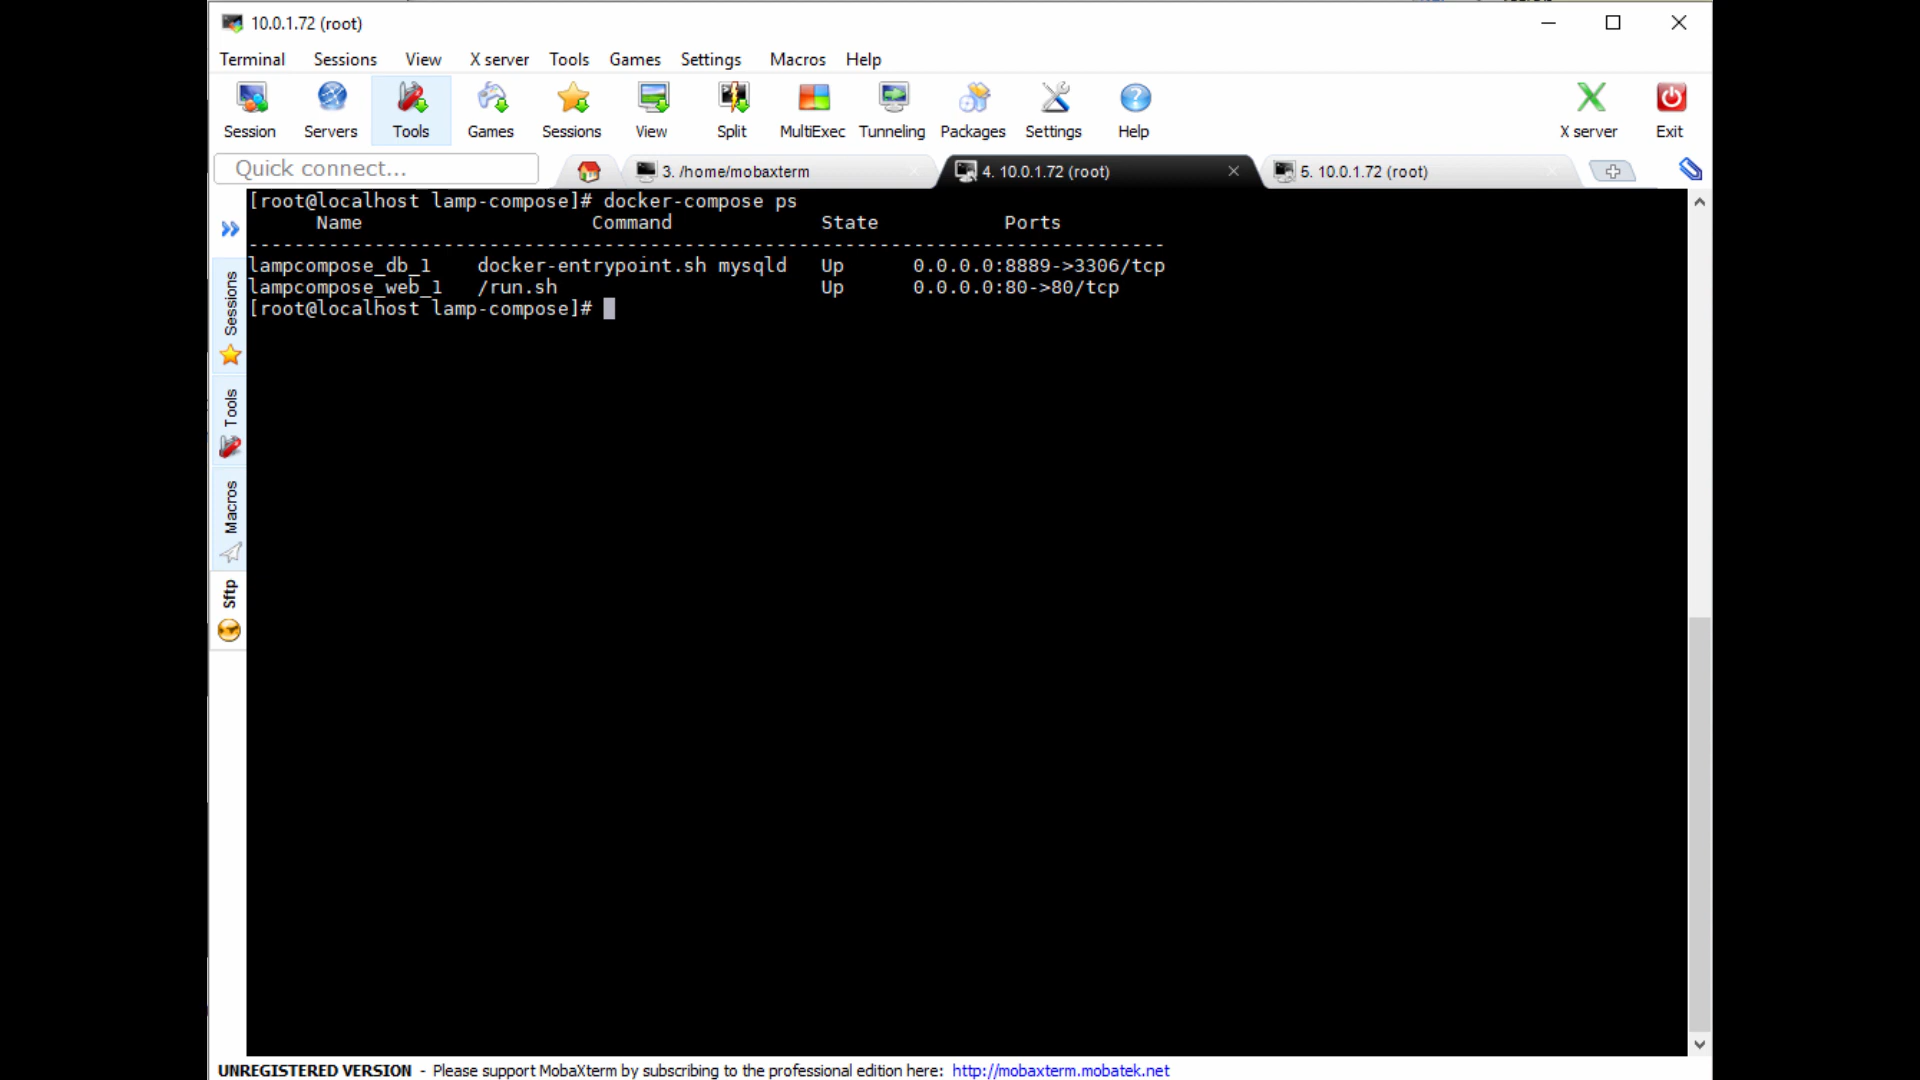 10.0.1.72 (root)
Terminal Sessions View X server Tools Games Settings Macros Help
Session Servers Tools Games Sessions View Split MultiExec Tunneling Packages Settings Help X server Exit
Quick connect... 3. /home/mobaxterm 4. 10.0.1.72 (root) 5. 10.0.1.72 (root)
[root@localhost lamp-compose]# docker-compose ps
Name Command State Ports
--------------------------------------------------------------------------------
lampcompose_db_1 docker-entrypoint.sh mysqld Up 0.0.0.0:8889->3306/tcp
lampcompose_web_1 /run.sh Up 0.0.0.0:80->80/tcp
[root@localhost lamp-compose]#
Sessions
Tools
Macros
Sftp
UNREGISTERED VERSION - Please support MobaXterm by subscribing to the professional edition here: http://mobaxterm.mobatek.net